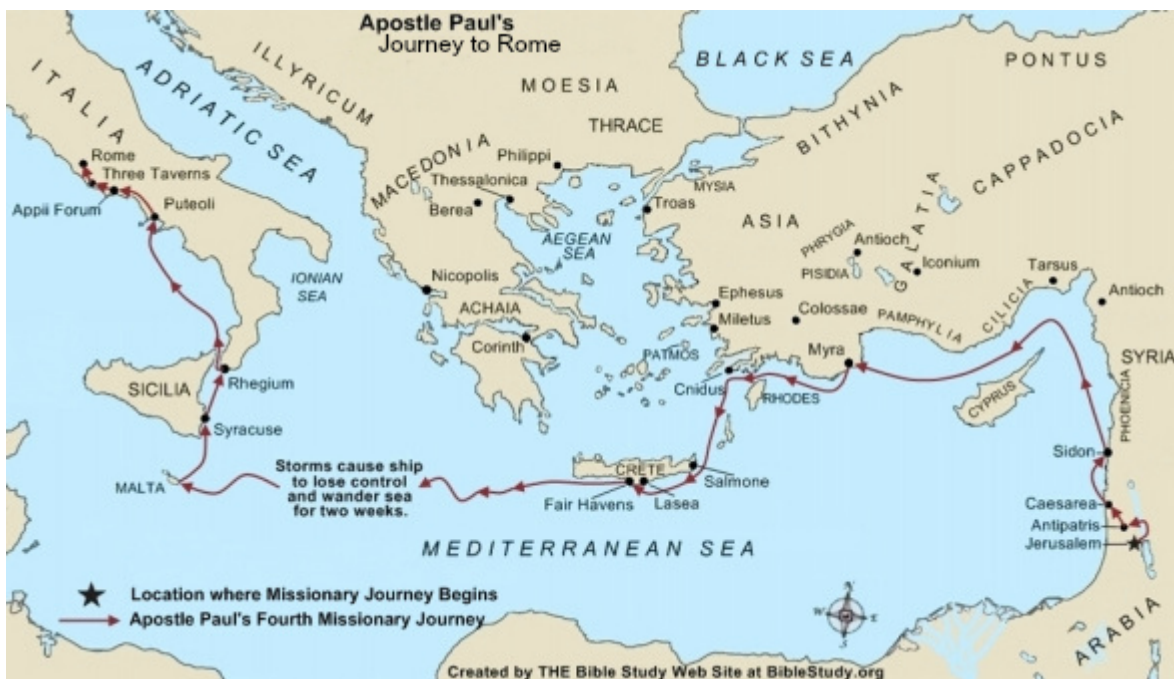 Apostle Paul's
Journey to Rome
BLACK SEA
PONTUS
ILLYRICUM
ITALIA
ADRIATIC SEA
MOESIA
THRACE
BITHYNIA
CAPPADOCIA
MACEDONIA
Philippi
Thessalonica
Berea
MYSIA
Troas
ASIA
GALATIA
Rome
Three Taverns
Appii Forum
Puteoli
AEGEAN
SEA
PHRYGIA
Antioch
PISIDIA
Iconium
Tarsus
Antioch
IONIAN
SEA
Nicopolis
ACHAIA
Corinth
Ephesus
Miletus
Colossae
PAMPHYLIA
CILICIA
PATMOS
Myra
SYRIA
SICILIA
Rhegium
Cnidus
RHODES
CYPRUS
PHOENICIA
Syracuse
MALTA
Storms cause ship
to lose control
and wander sea
for two weeks.
CRETE
Salmone
Fair Havens
Lasea
Sidon
Caesarea
Antipatris
Jerusalem
MEDITERRANEAN SEA
Location where Missionary Journey Begins
Apostle Paul's Fourth Missionary Journey
N
W
E
S
ARABIA
Created by THE Bible Study Web Site at BibleStudy.org